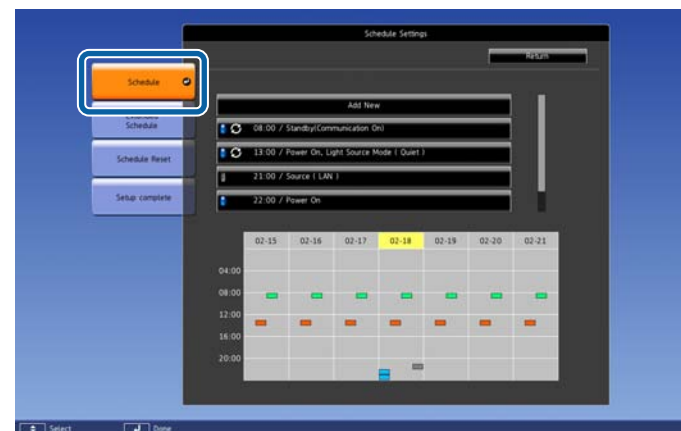 Schedule Settings
Return
Schedule
Schedule
Schedule Reset
Setup complete
Add New
08:00 / Standby(Communication On)
13:00 / Power On, Light Source Mode ( Quiet )
21:00 / Source ( LAN )
22:00 / Power On
02-15 02-16 02-17 02-18 02-19 02-20 02-21
04:00
08:00
12:00
16:00
20:00
Select Done